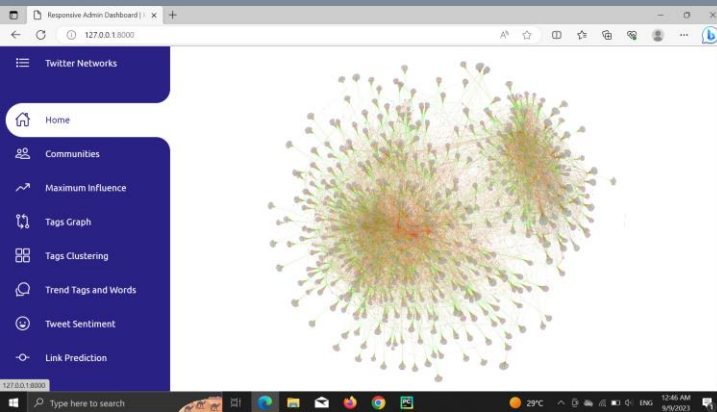 Responsive Admin Dashboard |
127.0.0.1:8000
Twitter Networks
Home
Communities
Maximum Influence
Tags Graph
Tags Clustering
Trend Tags and Words
Tweet Sentiment
Link Prediction
127.0.0.1:8000
Type here to search
29°C
ENG
12:46 AM
9/9/2023